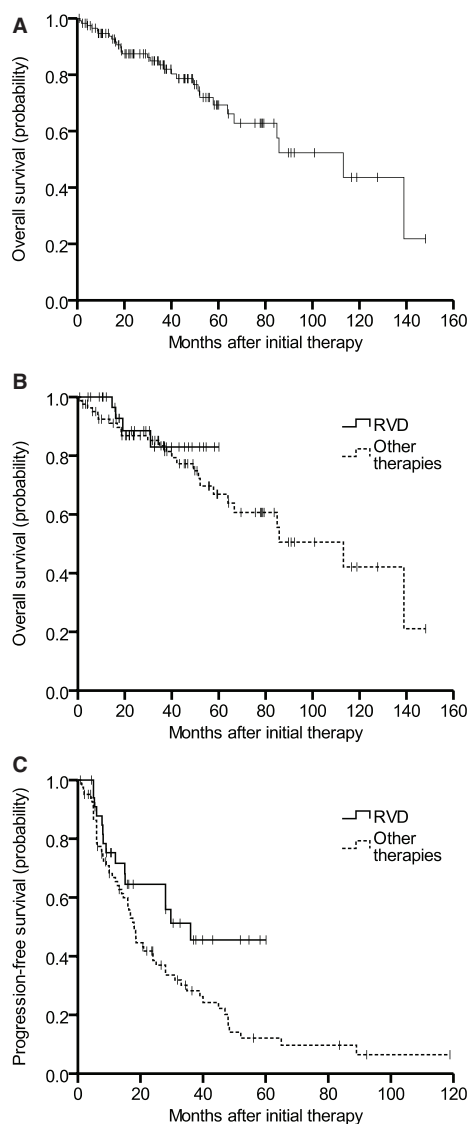 A
Overall survival (probability)
1.0
0.8
0.6
0.4
0.2
0.0
0 20 40 60 80 100 120 140 160
Months after initial therapy
B
Overall survival (probability)
1.0
0.8
0.6
0.4
0.2
0.0
RVD
Other
therapies
0 20 40 60 80 100 120 140 160
Months after initial therapy
C
Progression-free survival (probability)
1.0
0.8
0.6
0.4
0.2
0.0
RVD
Other
therapies
0 20 40 60 80 100 120
Months after initial therapy